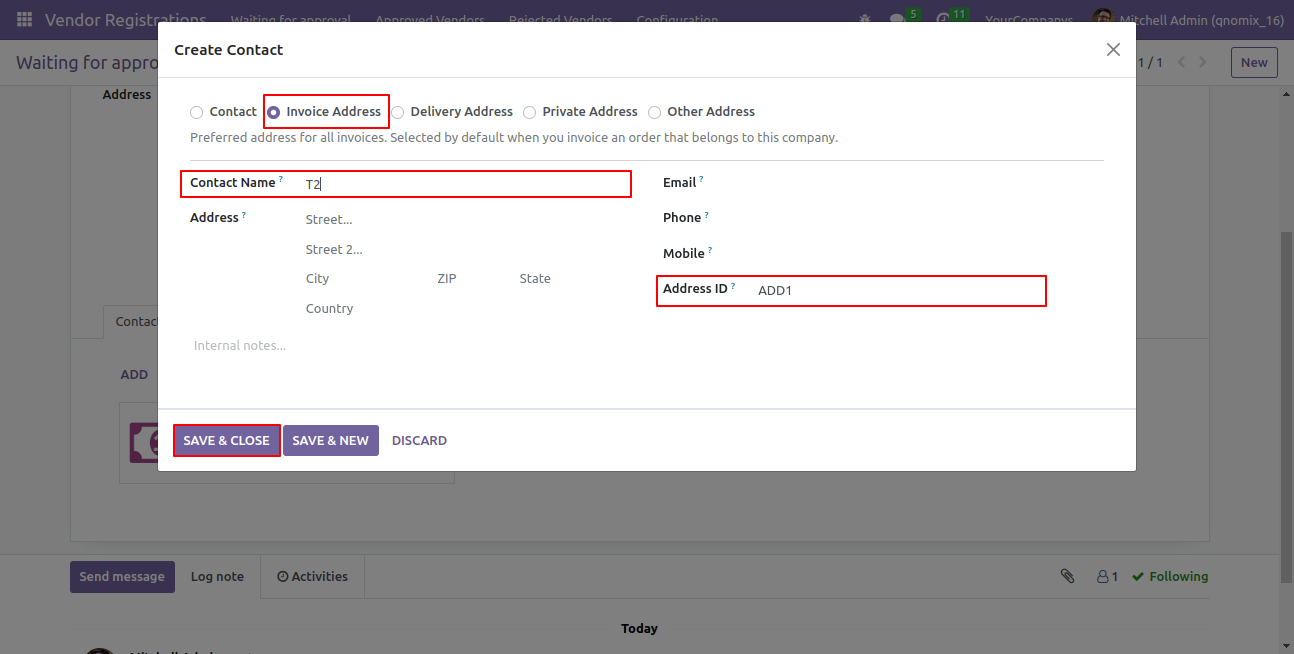 Vendor Registrations Waiting for approval Approved Vendors Rejected Vendors Configuration 5 11 YourCompanys Mitchell Admin (qnomix_16)
Waiting for appro 1 / 1 New
Create Contact
Address
Contact Invoice Address Delivery Address Private Address Other Address
Preferred address for all invoices. Selected by default when you invoice an order that belongs to this company.
Contact Name ? T2 Email ?
Address ? Street... Phone ?
Street 2... Mobile ?
City ZIP State Address ID ? ADD1
Country
Contac
Internal notes...
ADD
SAVE & CLOSE SAVE & NEW DISCARD
Send message Log note Activities 1 Following
Today